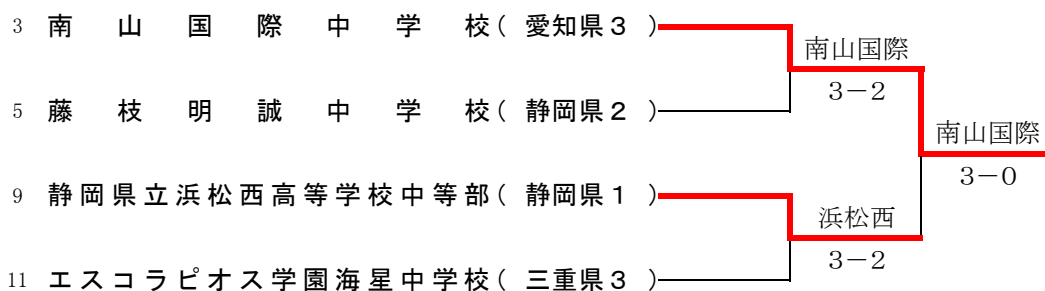 3 南山国際中学校( 愛知県3 )
南山国際
3-2
5 藤枝明誠中学校( 静岡県2 )
南山国際
3-0
9 静岡県立浜松西高等学校中等部( 静岡県1 )
浜松西
3-2
11 エスコラピオス学園海星中学校( 三重県3 )